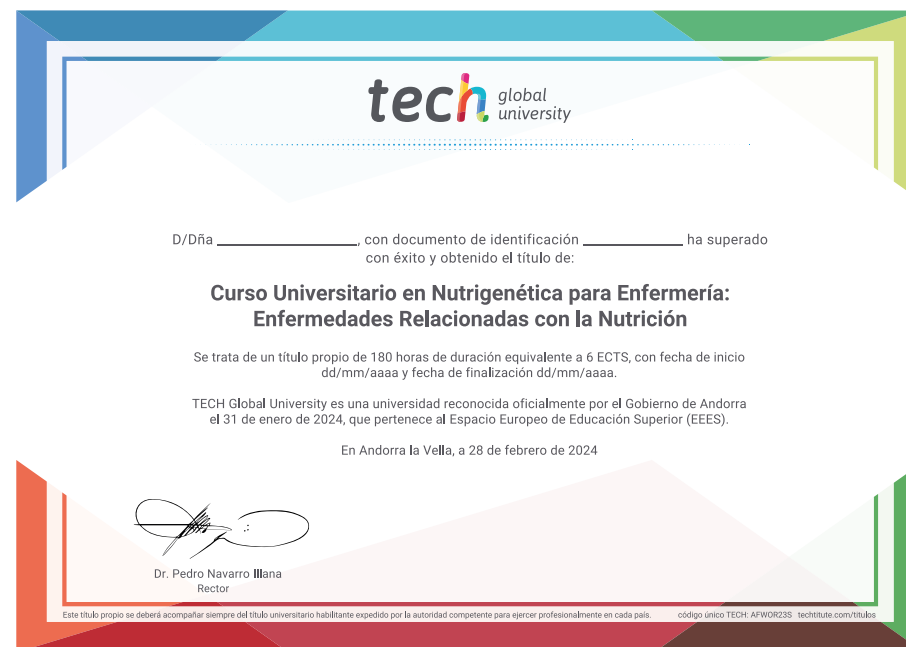 tech global university
D/Dña ____________________, con documento de identificación ______________ ha superado
con éxito y obtenido el título de:
Curso Universitario en Nutrigenética para Enfermería:
Enfermedades Relacionadas con la Nutrición
Se trata de un título propio de 180 horas de duración equivalente a 6 ECTS, con fecha de inicio
dd/mm/aaaa y fecha de finalización dd/mm/aaaa.
TECH Global University es una universidad reconocida oficialmente por el Gobierno de Andorra
el 31 de enero de 2024, que pertenece al Espacio Europeo de Educación Superior (EEES).
En Andorra la Vella, a 28 de febrero de 2024
Dr. Pedro Navarro Illana
Rector
Este título propio se deberá acompañar siempre del título universitario habilitante expedido por la autoridad competente para ejercer profesionalmente en cada país. código único TECH: AFWOR23S techtitute.com/titulos